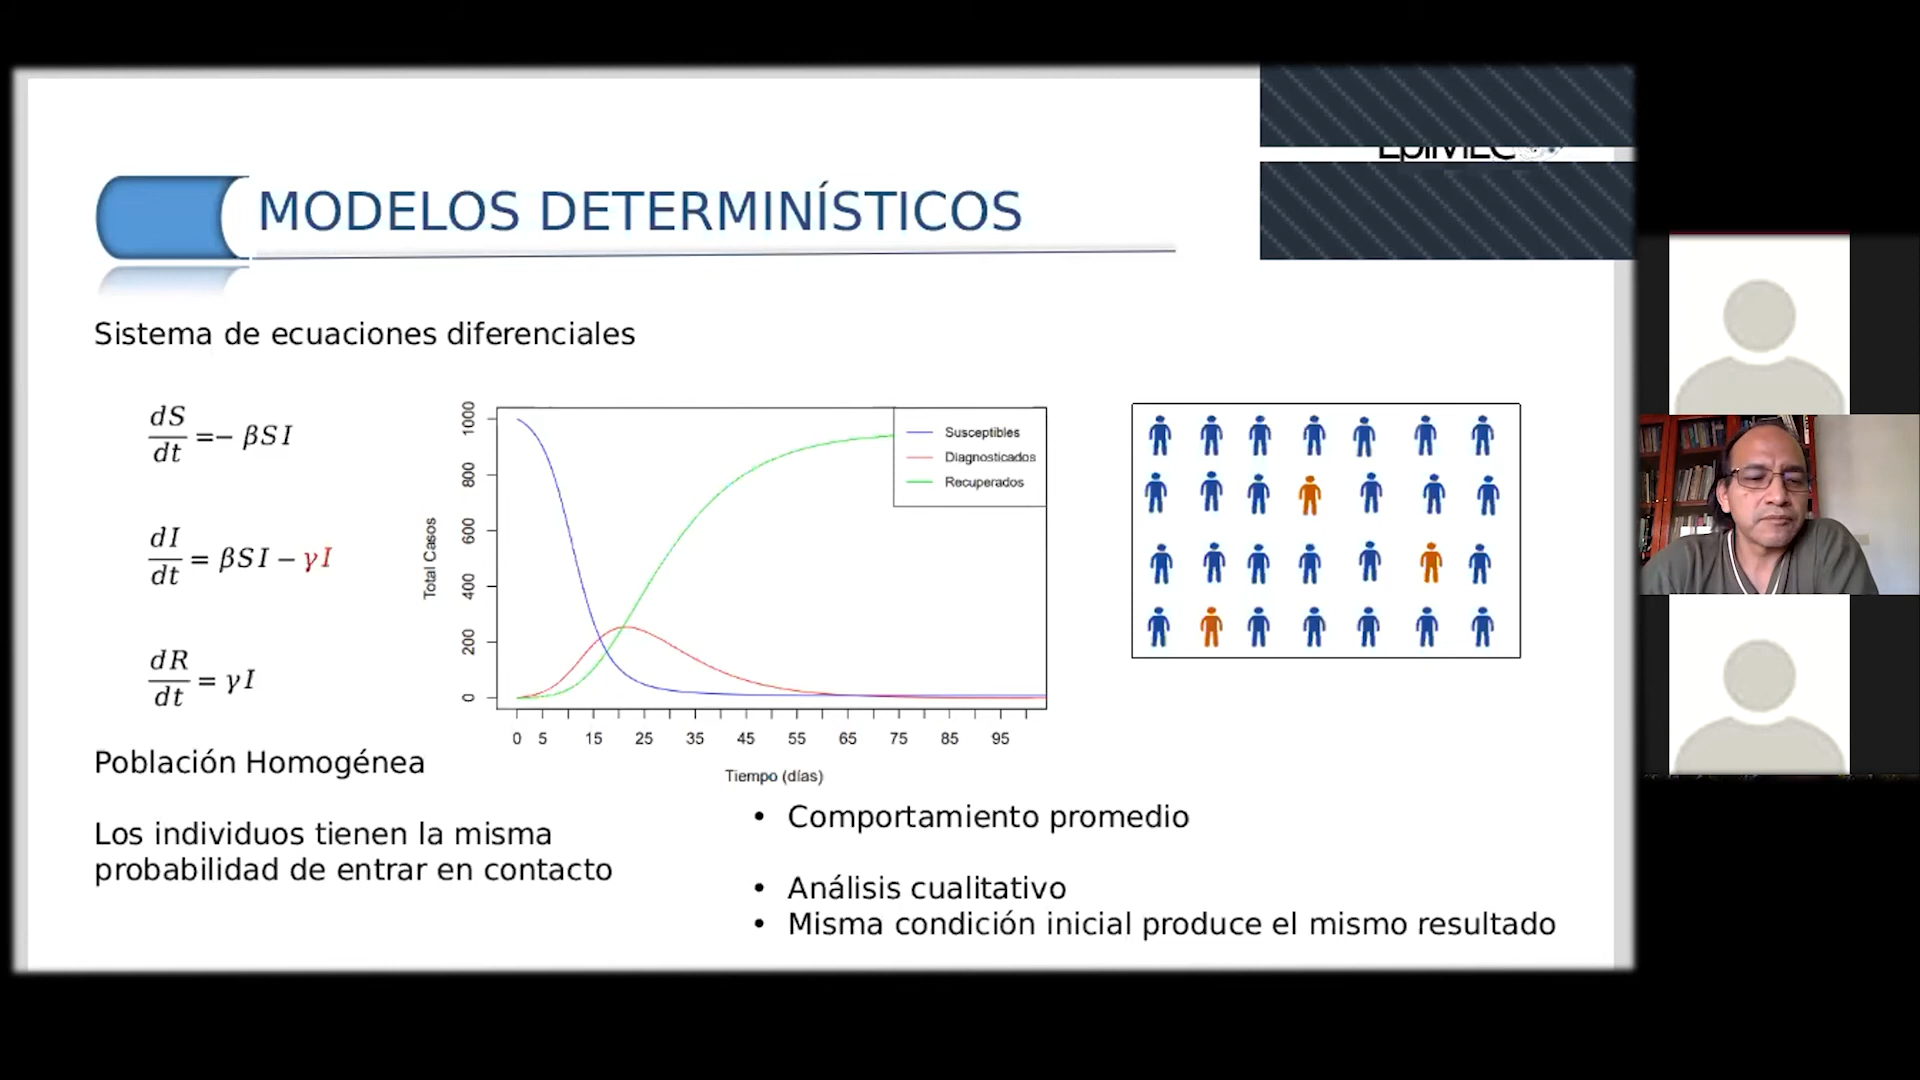 MODELOS DETERMINÍSTICOS
Sistema de ecuaciones diferenciales
dS/dt =− βSI
dI/dt = βSI − γI
dR/dt = γI
Total Casos
1000
800
600
400
200
0
Susceptibles
Diagnosticados
Recuperados
0 5 15 25 35 45 55 65 75 85 95
Tiempo (días)
Población Homogénea
Los individuos tienen la misma
probabilidad de entrar en contacto
• Comportamiento promedio
• Análisis cualitativo
• Misma condición inicial produce el mismo resultado